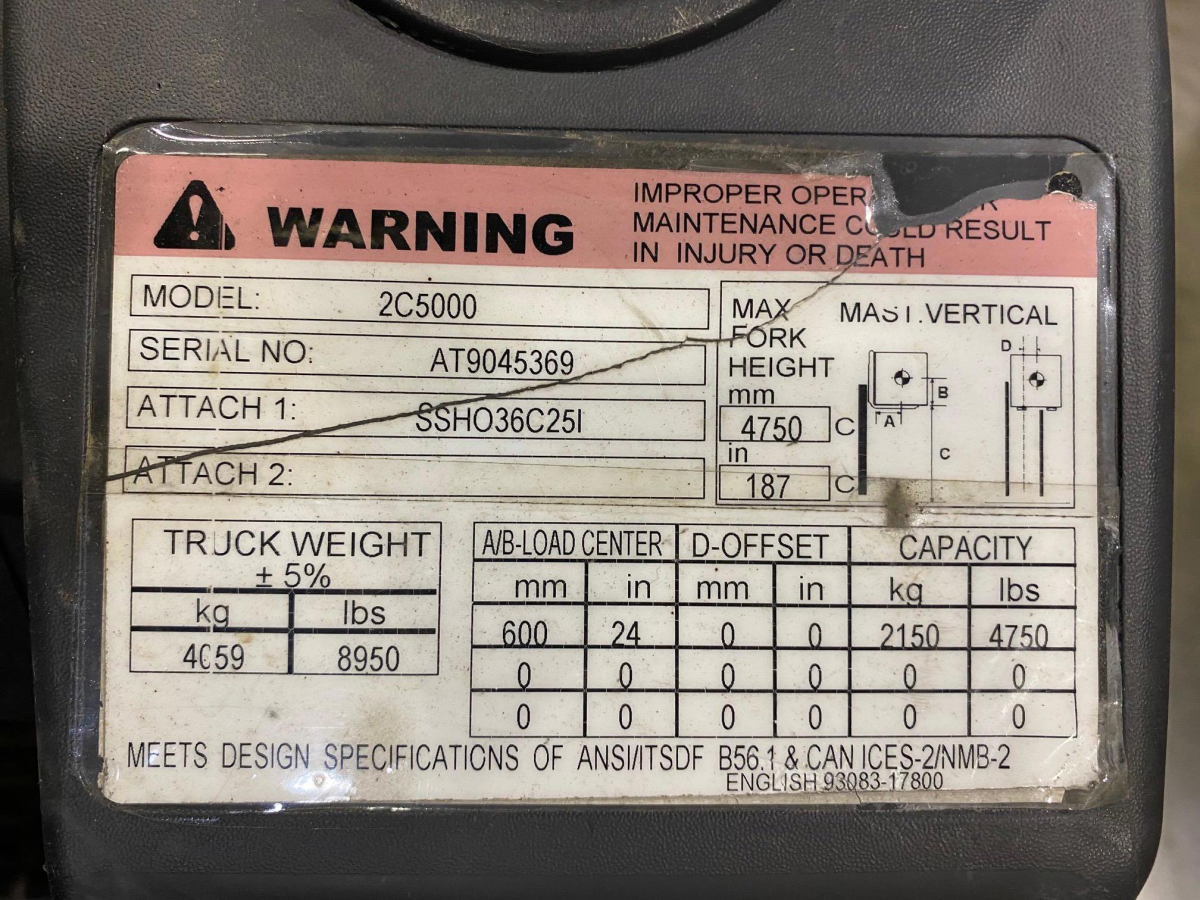 WARNING
IMPROPER
MAINTENANCE COULD RESULT
IN INJURY OR DEATH
MODEL: 2C5000
SERIAL NO: AT9045369
ATTACH 1: SSHO36C25I
ATTACH 2:
MAX
FORK
HEIGHT
mm
4750 C
in
187 C
MAST.VERTICAL
D
B
A
C
TRUCK WEIGHT
± 5%
kg lbs
4059 8950
A/B-LOAD CENTER D-OFFSET CAPACITY
mm in mm in kg lbs
600 24 0 0 2150 4750
0 0 0 0 0 0
0 0 0 0 0 0
MEETS DESIGN SPECIFICATIONS OF ANSI/ITSDF B56.1 & CAN ICES-2/NMB-2
ENGLISH 93083-17800